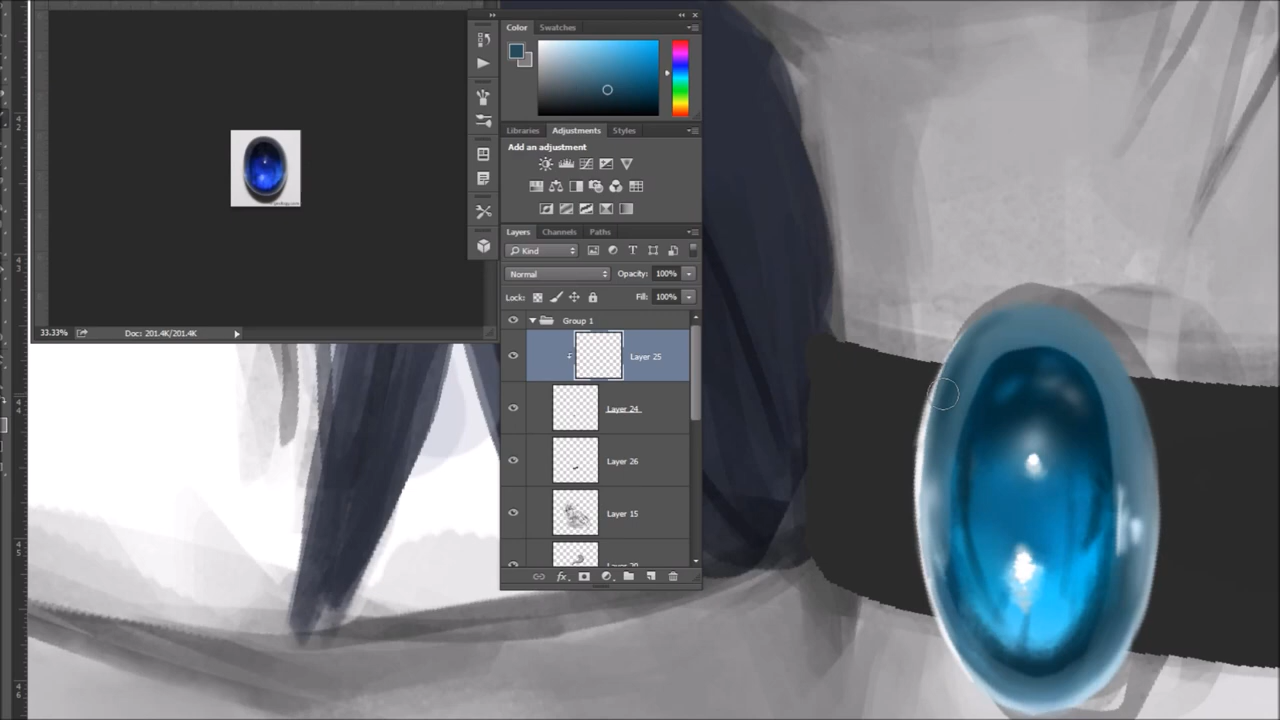 Color Swatches
Libraries Adjustments Styles
Add an adjustment
Layers Channels Paths
Kind
Normal Opacity: 100%
Lock: Fill: 100%
Group 1
Layer 25
Layer 24
Layer 26
Layer 15
33.33% Doc: 201.4K/201.4K